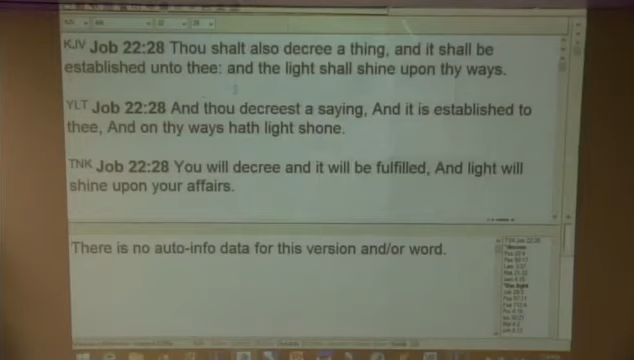 KJV Job 22:28 Thou shalt also decree a thing, and it shall be
established unto thee: and the light shall shine upon thy ways.
YLT Job 22:28 And thou decreest a saying, And it is established to
thee, And on thy ways hath light shone.
TNK Job 22:28 You will decree and it will be fulfilled, And light will
shine upon your affairs.
There is no auto-info data for this version and/or word.